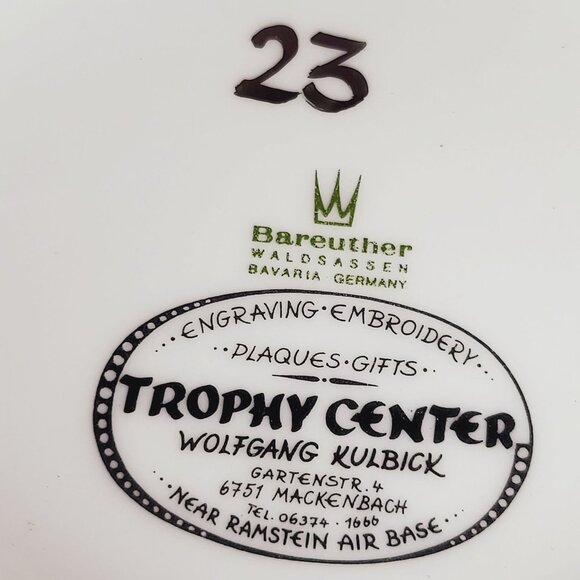 23
Bareuther
WALDSASSEN
BAVARIA GERMANY
··ENGRAVING·EMBROIDERY··
··PLAQUES·GIFTS··
TROPHY CENTER
WOLFGANG KULBICK
GARTENSTR. 4
6751 MACKENBACH
TEL. 06374 · 1666
··NEAR RAMSTEIN AIR BASE··